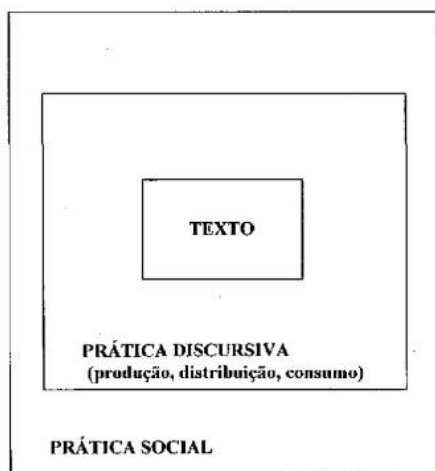 TEXTO
PRÁTICA DISCURSIVA
(produção, distribuição, consumo)
PRÁTICA SOCIAL